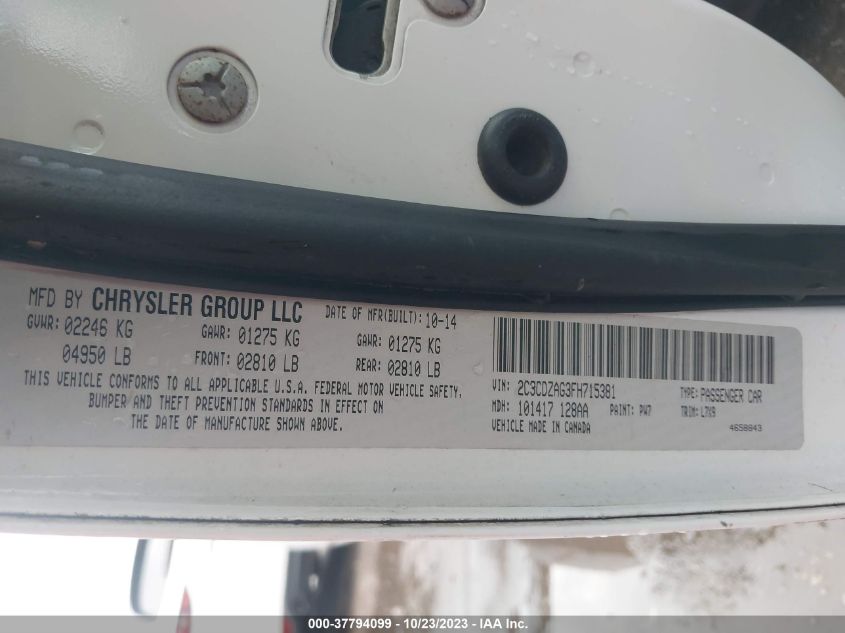 MFD BY CHRYSLER GROUP LLC DATE OF MFR(BUILT): 10-14
GVWR: 02246 KG GAWR: 01275 KG GAWR: 01275 KG
04950 LB FRONT: 02810 LB REAR: 02810 LB
THIS VEHICLE CONFORMS TO ALL APPLICABLE U.S.A. FEDERAL MOTOR VEHICLE SAFETY,
BUMPER AND THEFT PREVENTION STANDARDS IN EFFECT ON
THE DATE OF MANUFACTURE SHOWN ABOVE.
VIN: 2C3CDZAG3FH715381 TYPE: PASSENGER CAR
MDH: 101417 128AA PAINT: PW7 TRIM: L7X9
VEHICLE MADE IN CANADA 4658843
000-37794099 - 10/23/2023 - IAA Inc.